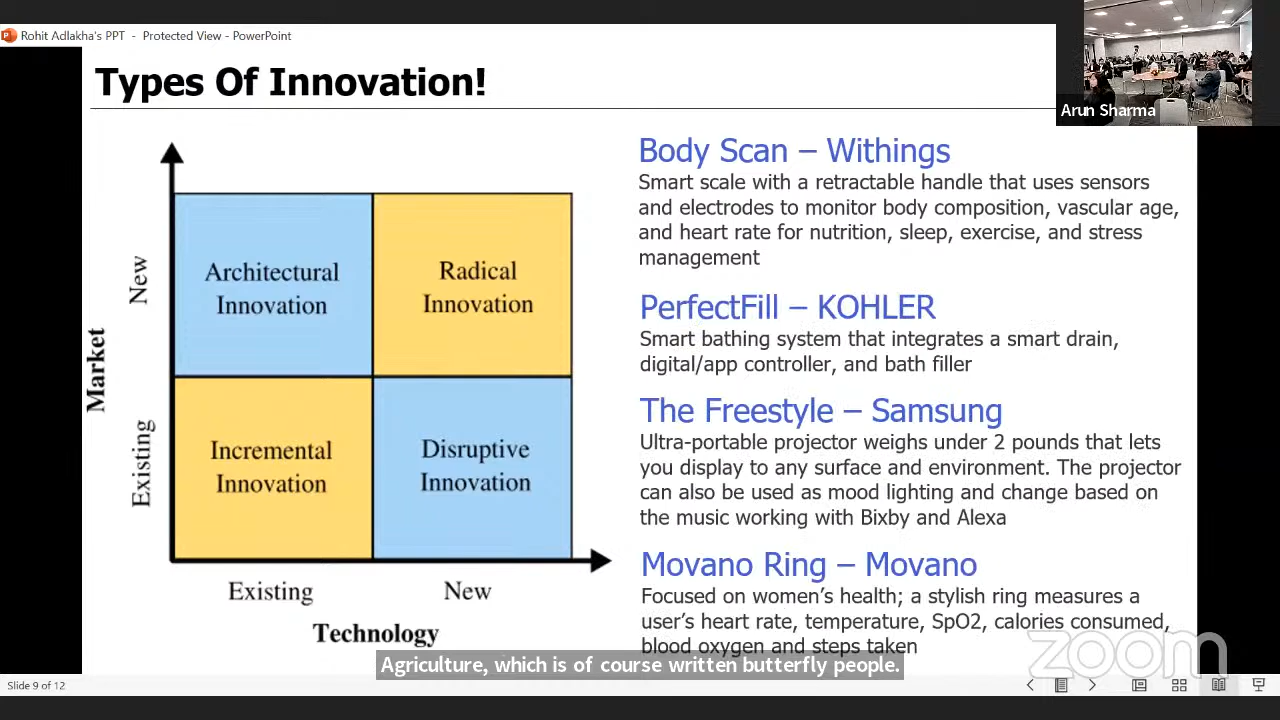 Rohit Adlakha's PPT - Protected View - PowerPoint
Arun Sharma
Types Of Innovation!
Market
New
Existing
Architectural
Innovation
Radical
Innovation
Incremental
Innovation
Disruptive
Innovation
Existing
New
Technology
Body Scan – Withings
Smart scale with a retractable handle that uses sensors
and electrodes to monitor body composition, vascular age,
and heart rate for nutrition, sleep, exercise, and stress
management
PerfectFill – KOHLER
Smart bathing system that integrates a smart drain,
digital/app controller, and bath filler
The Freestyle – Samsung
Ultra-portable projector weighs under 2 pounds that lets
you display to any surface and environment. The projector
can also be used as mood lighting and change based on
the music working with Bixby and Alexa
Movano Ring – Movano
Focused on women's health; a stylish ring measures a
user's heart rate, temperature, SpO2, calories consumed,
blood oxygen and steps taken
zoom
Agriculture, which is of course written butterfly people.
Slide 9 of 12